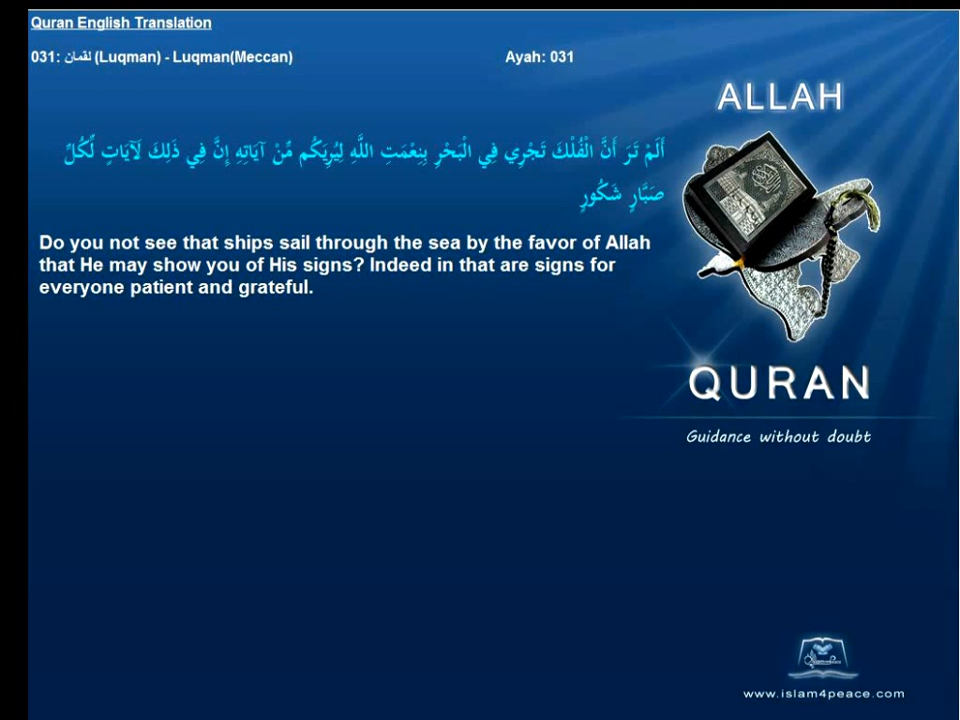 Quran English Translation
031: لقمان (Luqman) - Luqman(Meccan)
Ayah: 031
ALLAH
أَلَمْ تَرَ أَنَّ الْفُلْكَ تَجْرِي فِي الْبَحْرِ بِنِعْمَتِ اللَّهِ لِيُرِيَكُم مِّنْ آيَاتِهِ إِنَّ فِي ذَلِكَ لَآيَاتٍ لِّكُلِّ
صَبَّارٍ شَكُورٍ
Do you not see that ships sail through the sea by the favor of Allah
that He may show you of His signs? Indeed in that are signs for
everyone patient and grateful.
QURAN
Guidance without doubt
www.islam4peace.com